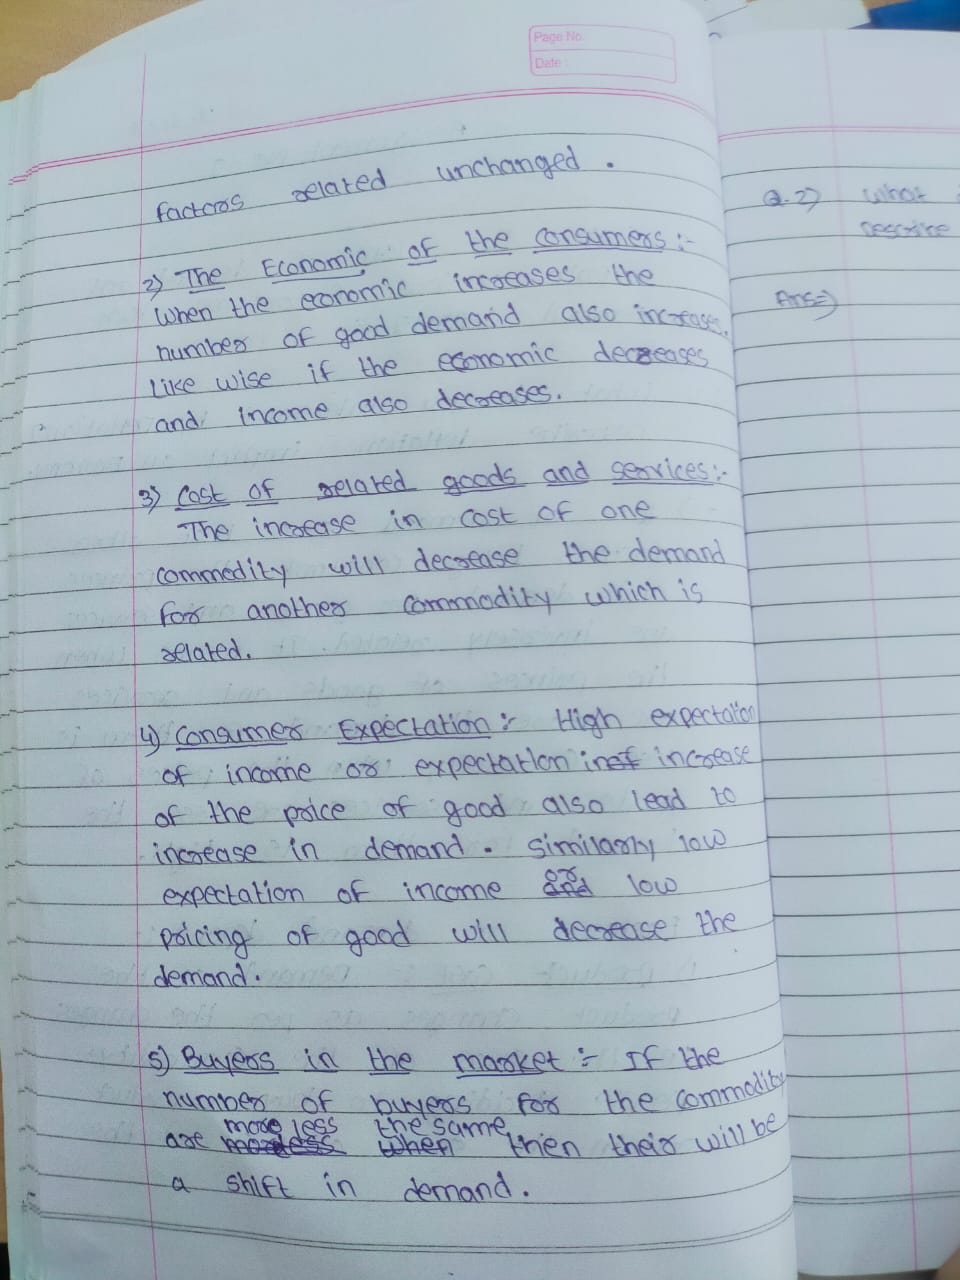 Page No.
Date :
factors related unchanged .
2) The Economic of the consumers :-
When the economic increases the
number of good demand also increases.
Like wise if the economic decreases
and income also decreases.
3) Cost of related goods and services :-
The increase in cost of one
commedity will decrease the demand
for another commodity which is
related.
4) Consumer Expectation :- High expectation
of income or expectation inef increase
of the price of good also lead to
increase in demand . similarly low
expectation of income and or low
pricing of good will decrease the
demand .
5) Buyers in the market :- If the
number of buyers for the commodity
more less the same
are moreless when then their will be
a shift in demand .
Q.2) What
Describe
Ans=)